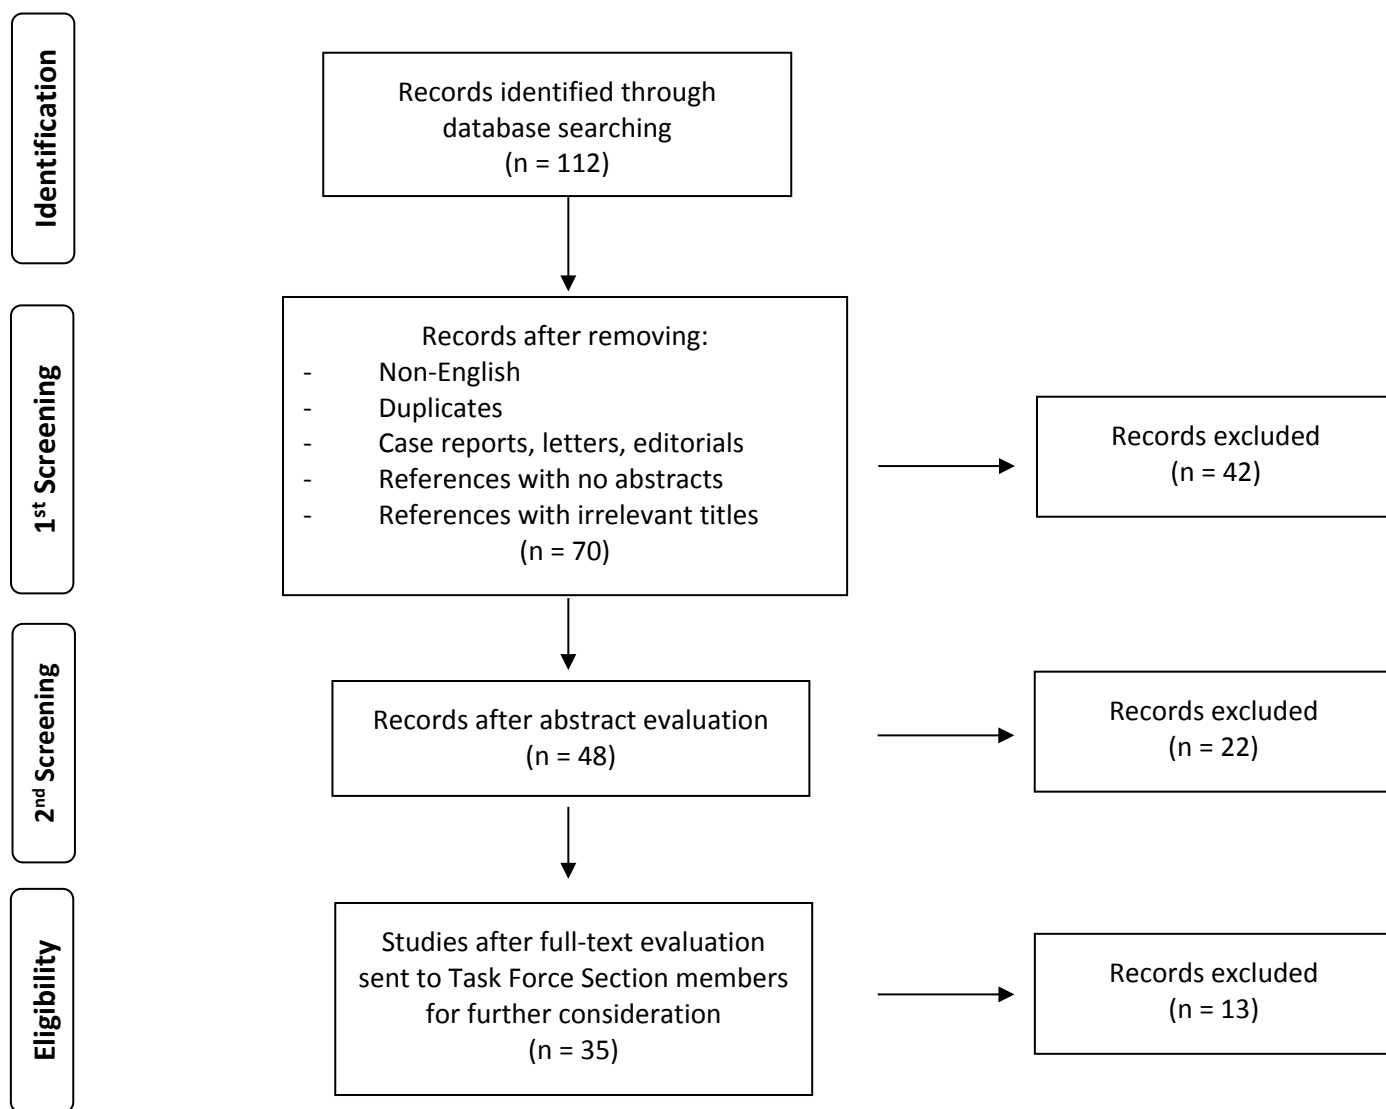 Identification
Records identified through
database searching
(n = 112)
1st Screening
Records after removing:
- Non-English
- Duplicates
- Case reports, letters, editorials
- References with no abstracts
- References with irrelevant titles
(n = 70)
Records excluded
(n = 42)
2nd Screening
Records after abstract evaluation
(n = 48)
Records excluded
(n = 22)
Eligibility
Studies after full-text evaluation
sent to Task Force Section members
for further consideration
(n = 35)
Records excluded
(n = 13)